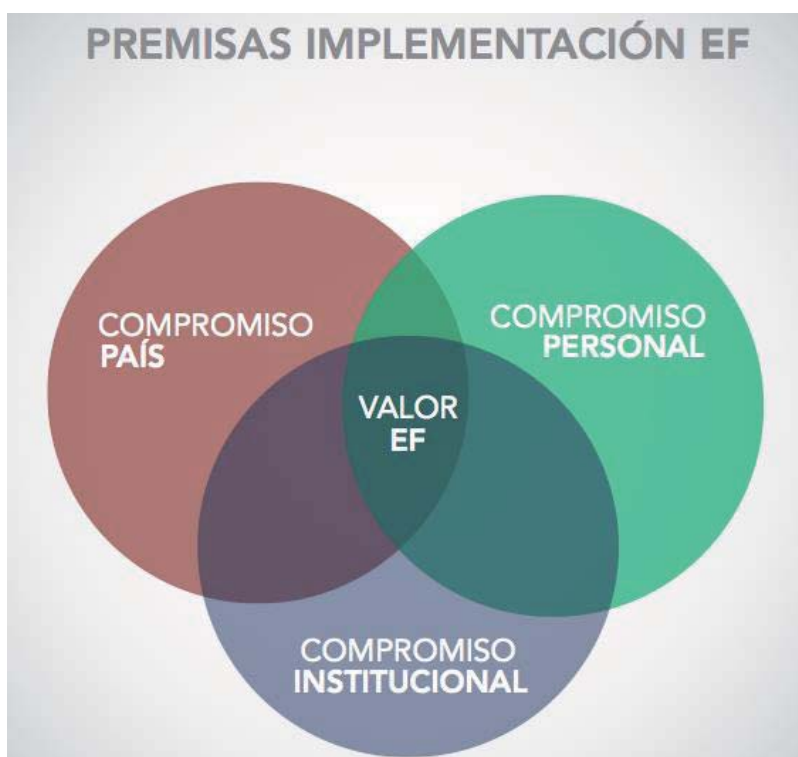 PREMISAS IMPLEMENTACIÓN EF
COMPROMISO
PAÍS
COMPROMISO
PERSONAL
VALOR
EF
COMPROMISO
INSTITUCIONAL